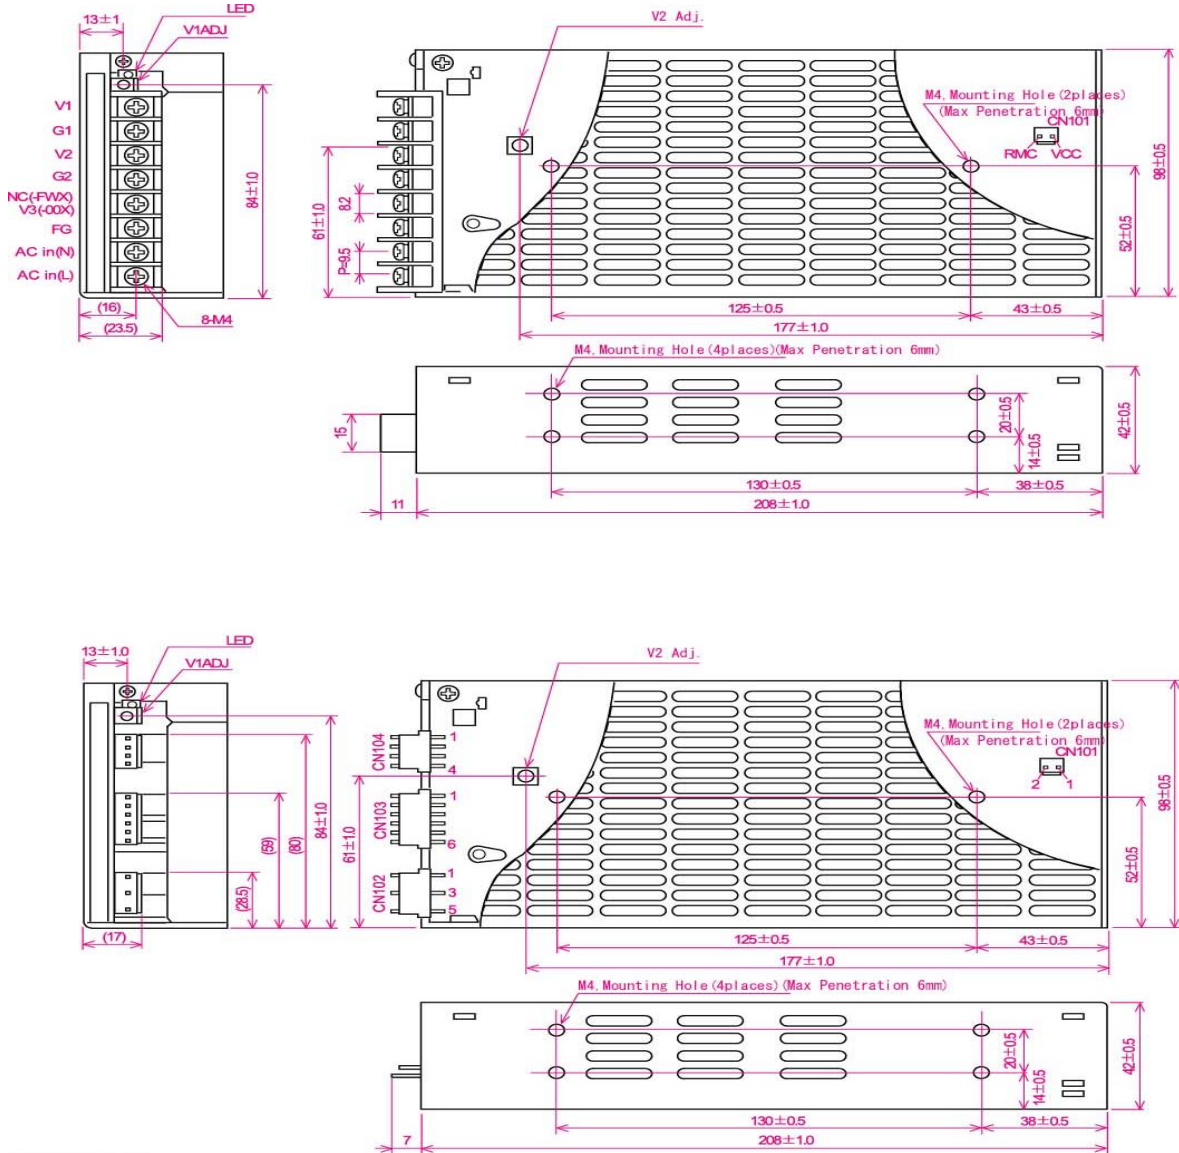 LED
13±1
V1ADJ
V2 Adj.
V1
G1
V2
G2
NC(-FWX)
V3(-00X)
FG
AC in(N)
AC in(L)
84±1.0
(16)
(23.5)
8-M4
61±1.0
8.2
P=9.5
M4, Mounting Hole (2places)
(Max Penetration 6mm)
CN101
RMC VCC
98±0.5
52±0.5
125±0.5
43±0.5
177±1.0
M4, Mounting Hole (4places)(Max Penetration 6mm)
15
20±0.5
14±0.5
42±0.5
130±0.5
38±0.5
11
208±1.0
LED
13±1.0
V1ADJ
V2 Adj.
CN104
1
4
CN103
1
6
CN102
1
3
5
(28.5)
(59)
(80)
84±1.0
(17)
61±1.0
M4, Mounting Hole (2places)
(Max Penetration 6mm)
CN101
2 1
98±0.5
52±0.5
125±0.5
43±0.5
177±1.0
M4, Mounting Hole (4places) (Max Penetration 6mm)
20±0.5
14±0.5
42±0.5
130±0.5
38±0.5
7
208±1.0